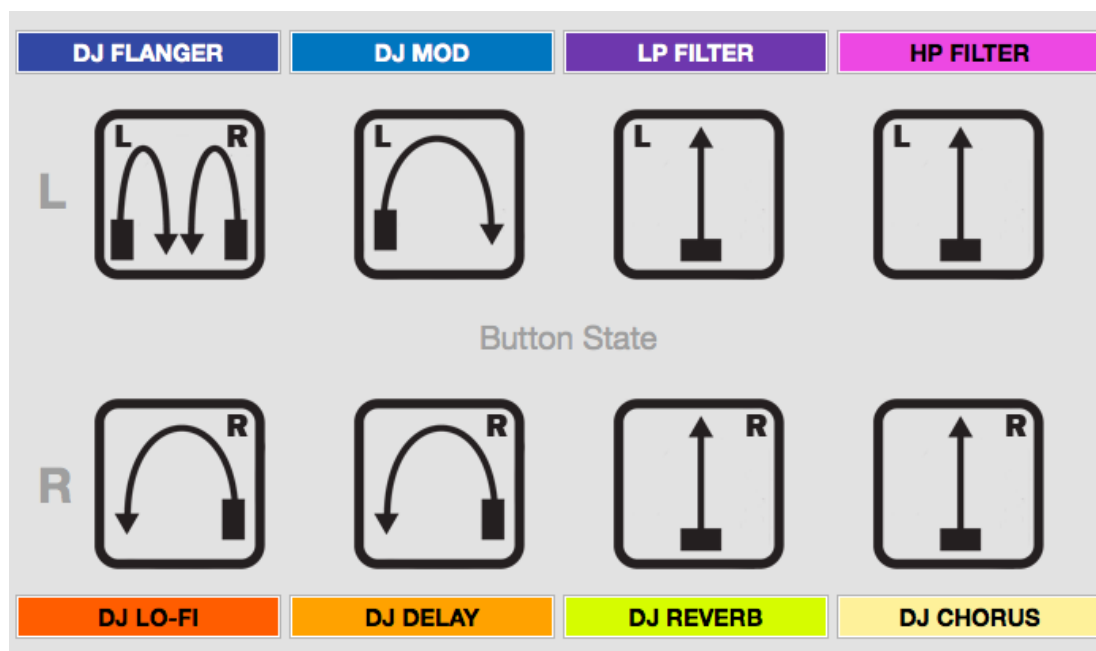 DJ FLANGER DJ MOD LP FILTER HP FILTER
L R L L L
L
Button State
R R R R
R
DJ LO-FI DJ DELAY DJ REVERB DJ CHORUS